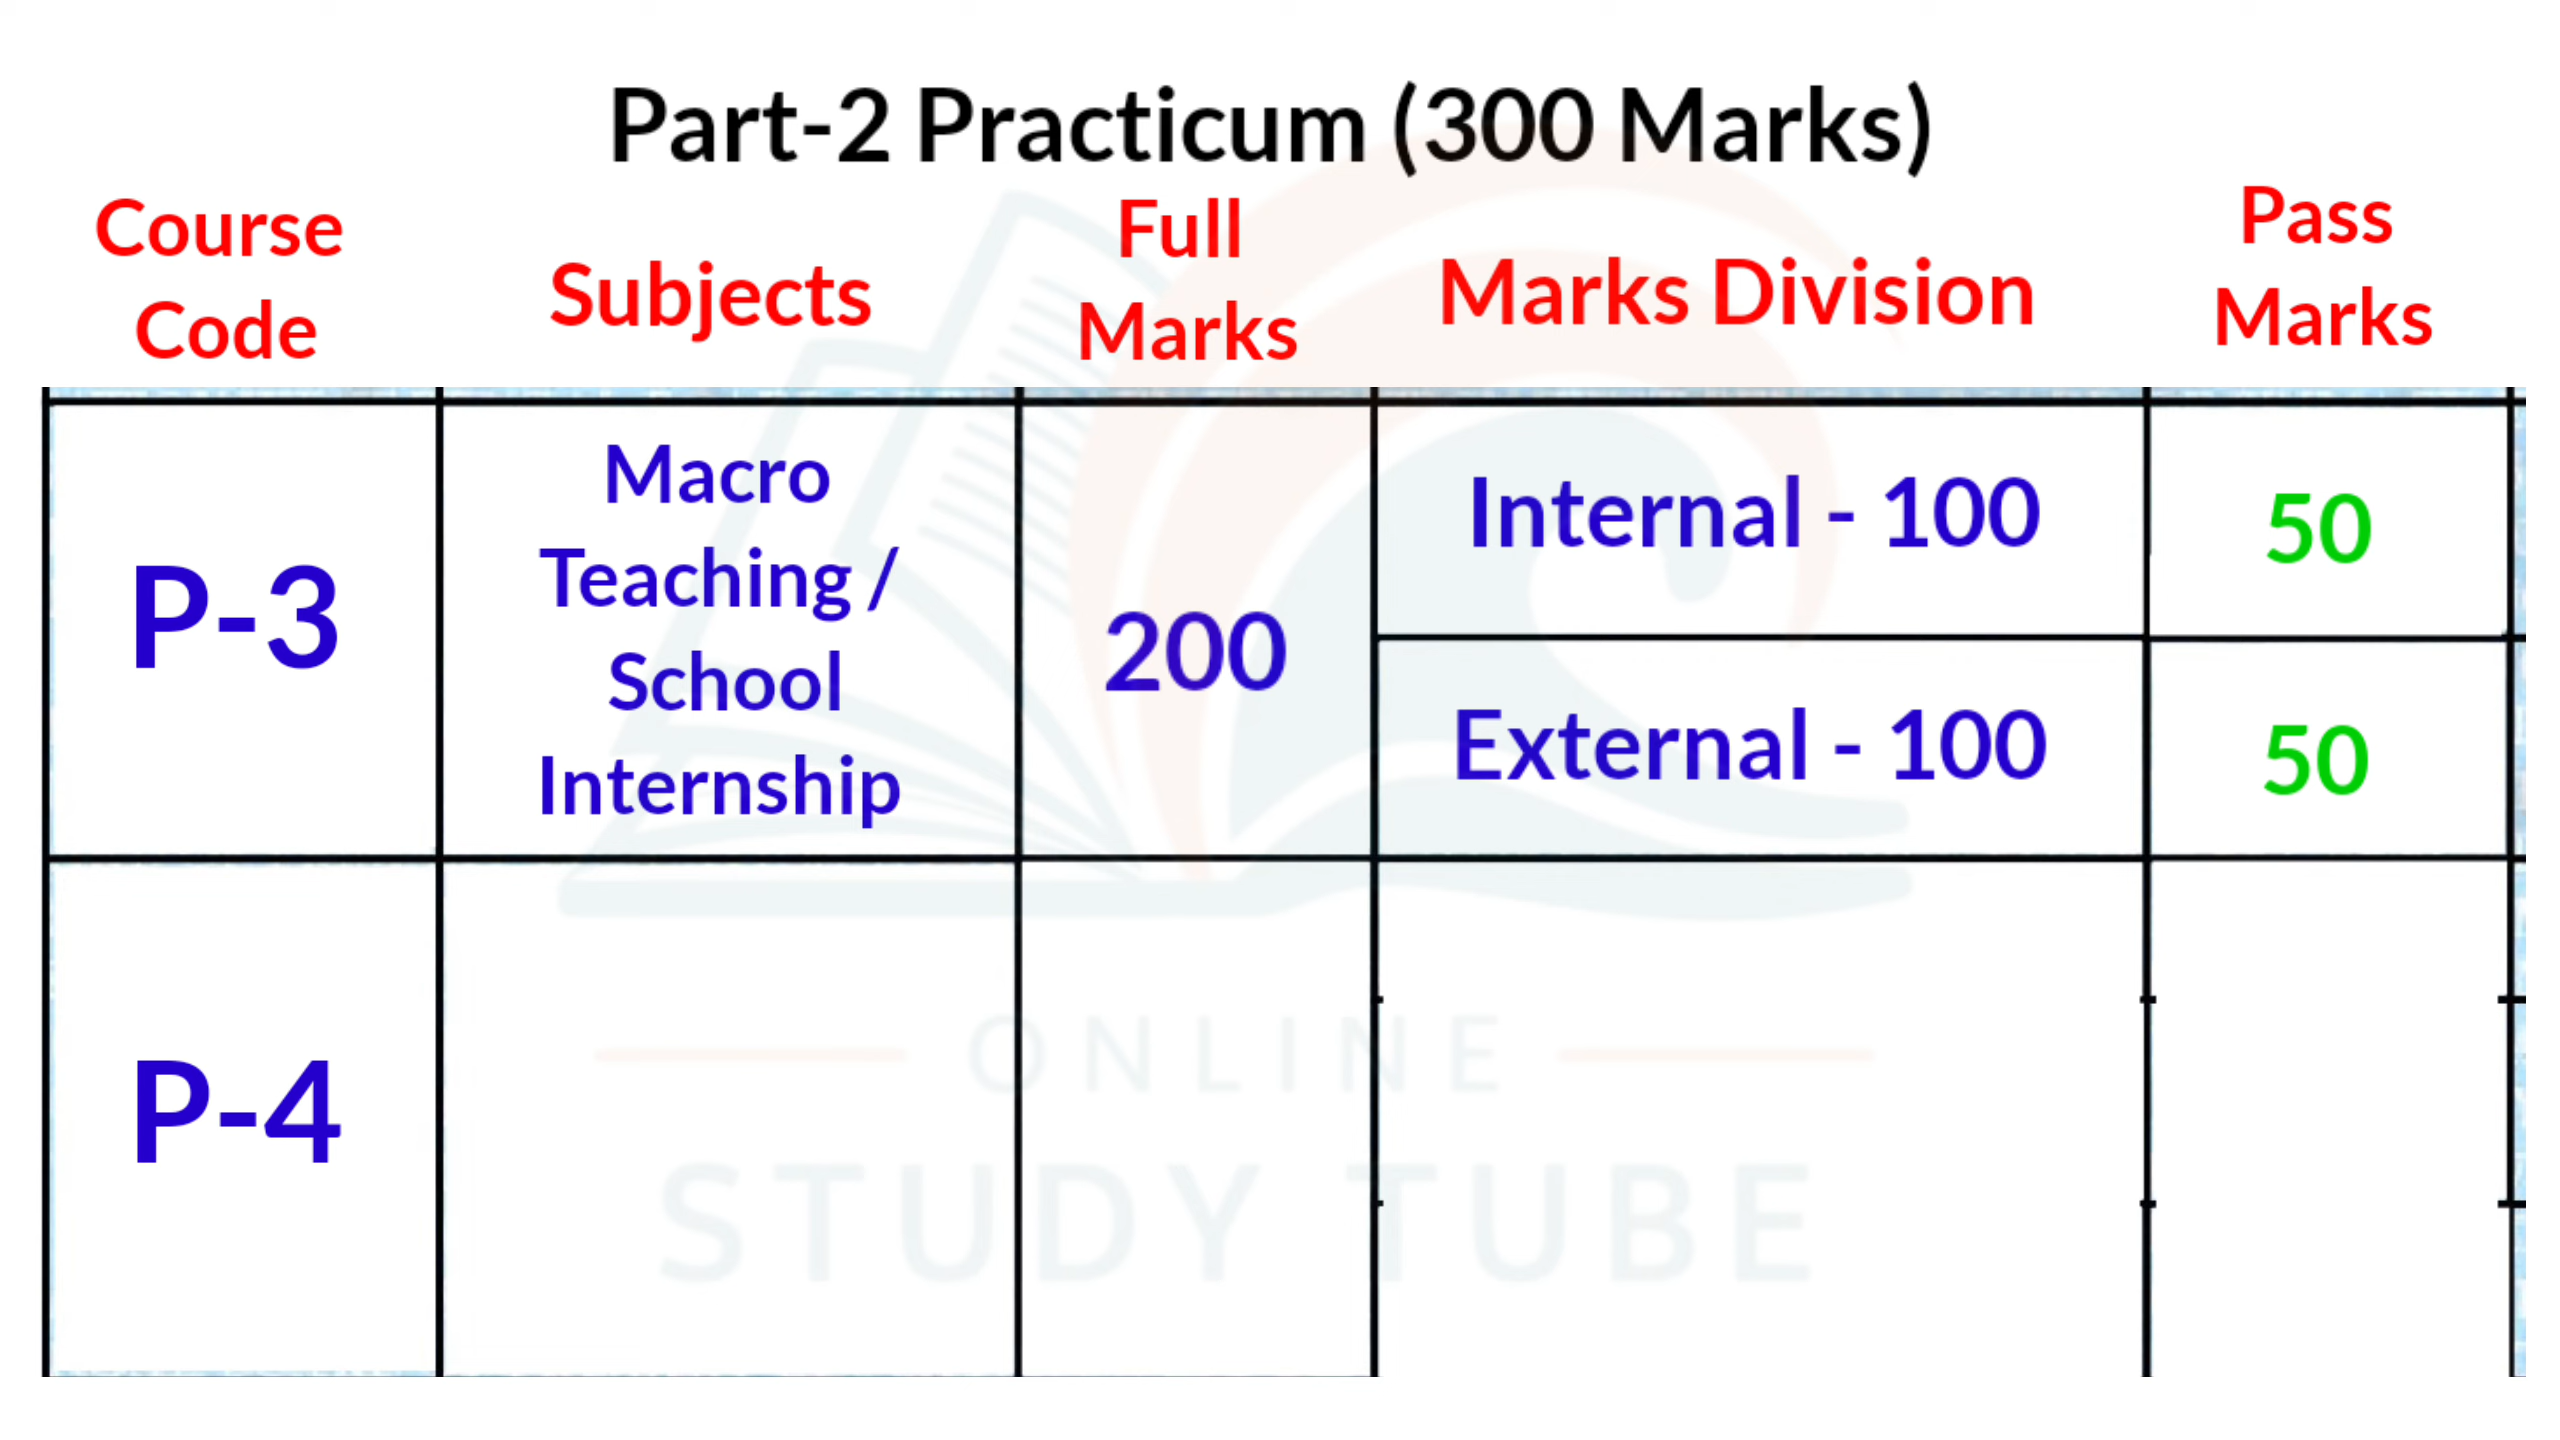 Part-2 Practicum (300 Marks)
Course
Code
Subjects
Full
Marks
Marks Division
Pass
Marks
P-3
Macro
Teaching /
School
Internship
200
Internal - 100
50
External - 100
50
P-4
ONLINE
STUDY TUBE